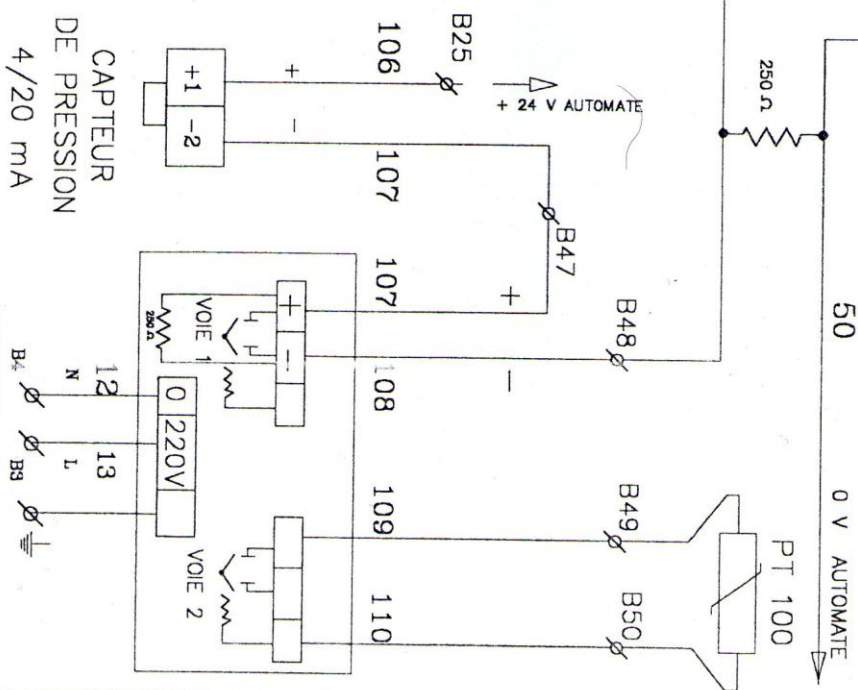 CAPTEUR
DE PRESSION
4/20 mA
+1
-2
+
-
106
107
B25
+ 24 V AUTOMATE
250 Ω
50
0 V AUTOMATE
B47
107
+
B48
-
108
+
-
VOIE 1
250 Ω
0
220V
12
N
B4
13
L
B3
109
B49
PT 100
110
B50
VOIE 2